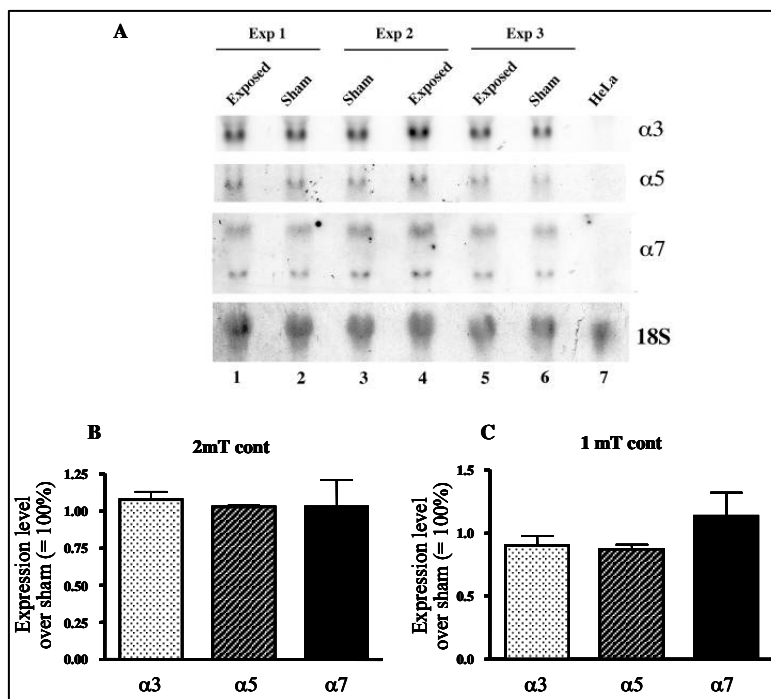 A
Exp 1 Exp 2 Exp 3
Exposed Sham Sham Exposed Exposed Sham HeLa
α3
α5
α7
18S
1 2 3 4 5 6 7
B
2mT cont
Expression level
over sham (= 100%)
1.25
1.00
0.75
0.50
0.25
0.00
α3 α5 α7
C
1 mT cont
Expression level
over sham (= 100%)
1.5
1.0
0.5
0.0
α3 α5 α7